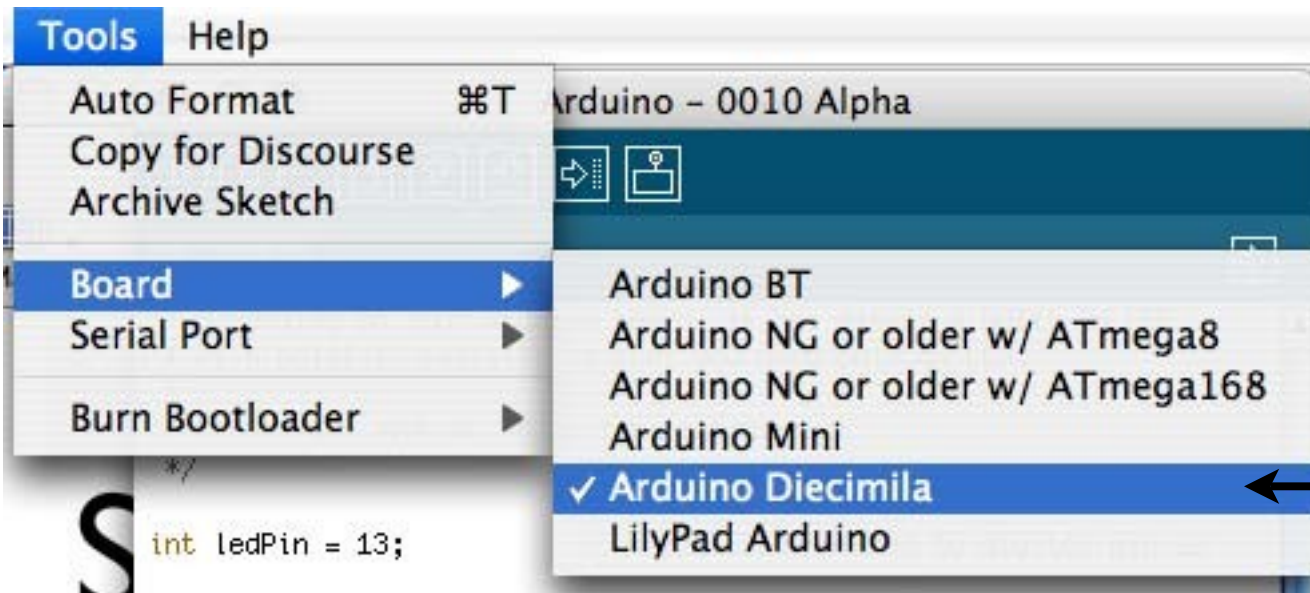 Tools Help
Auto Format ⌘T
Arduino – 0010 Alpha
Copy for Discourse
Archive Sketch
Board
Serial Port
Burn Bootloader
Arduino BT
Arduino NG or older w/ ATmega8
Arduino NG or older w/ ATmega168
Arduino Mini
✓ Arduino Diecimila
LilyPad Arduino
*/
int ledPin = 13;